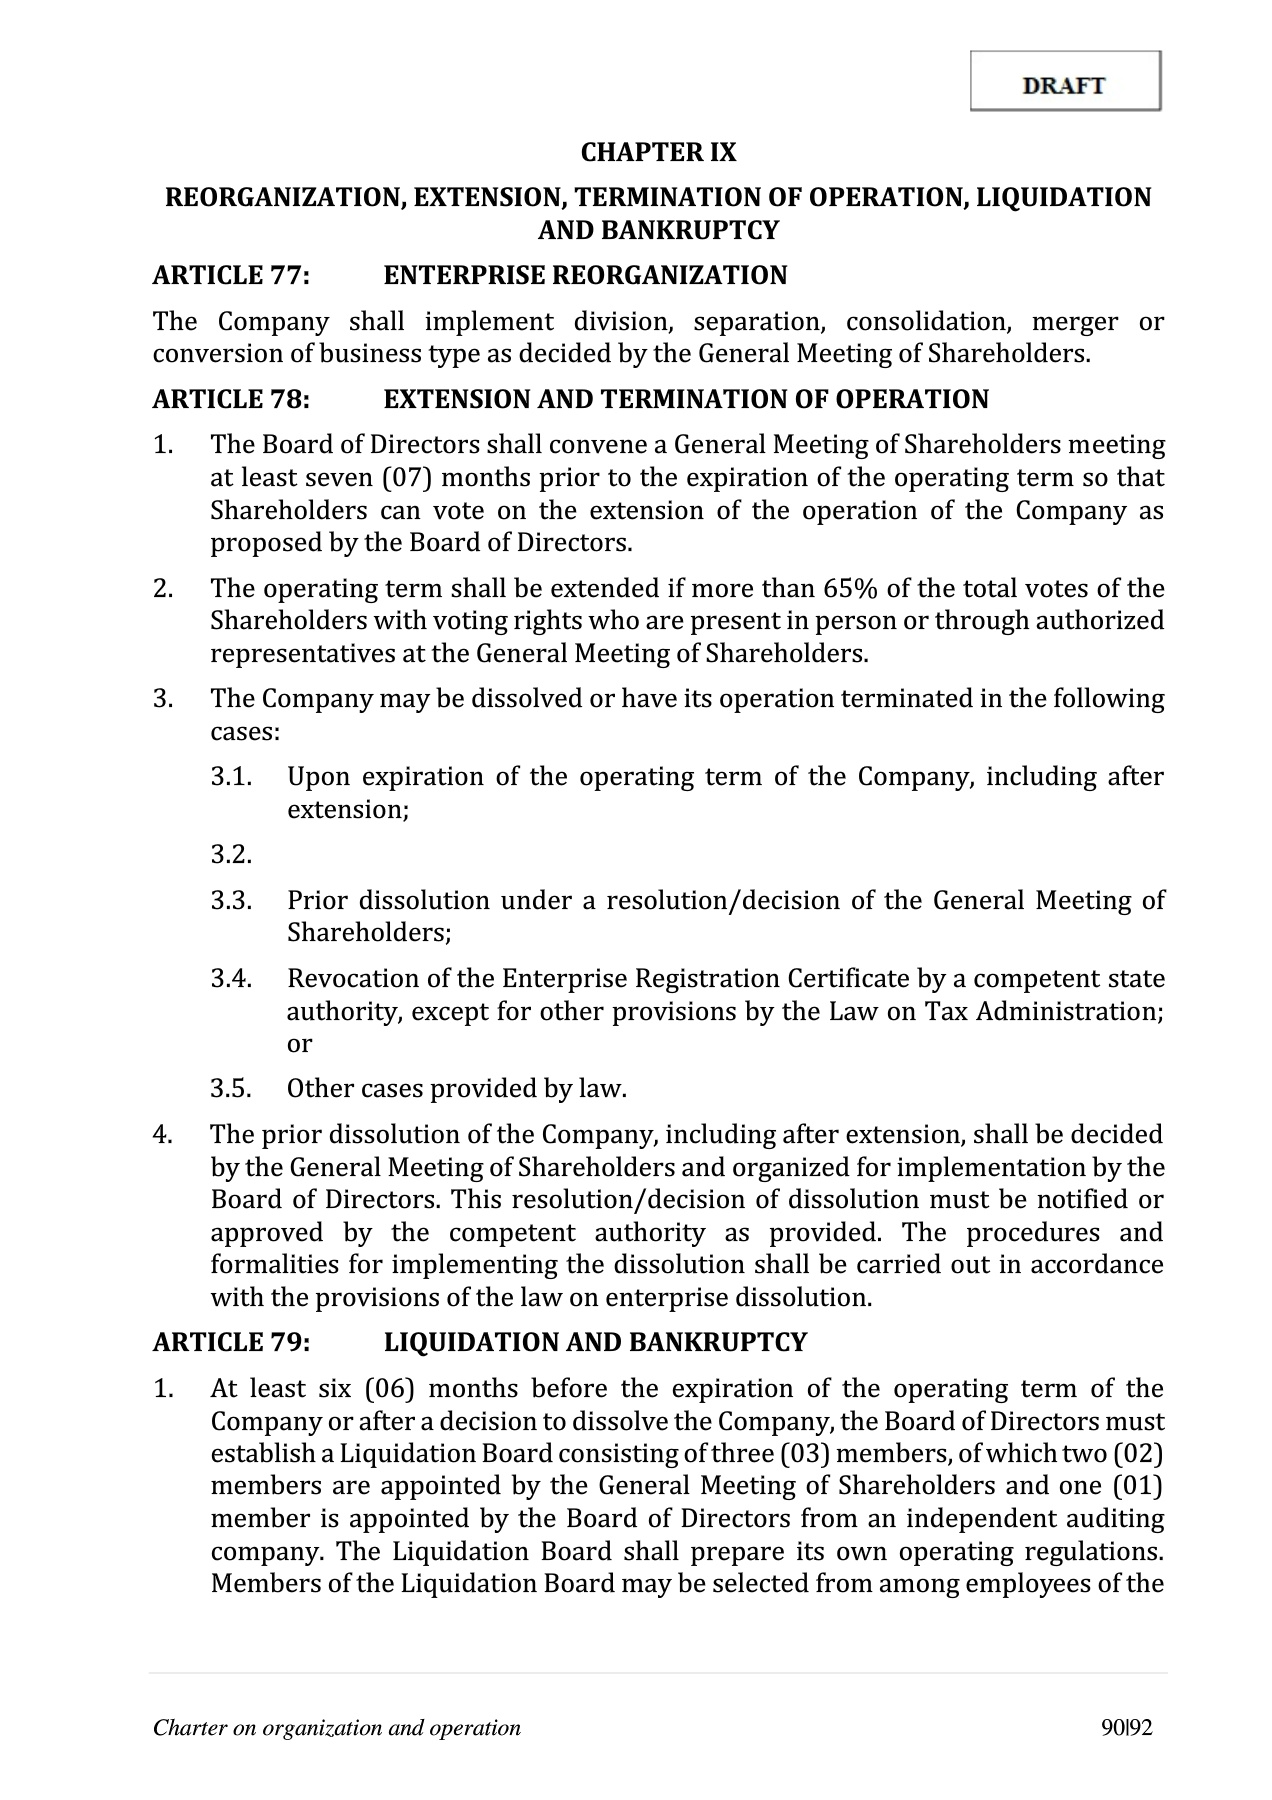 DRAFT
CHAPTER IX
REORGANIZATION, EXTENSION, TERMINATION OF OPERATION, LIQUIDATION
AND BANKRUPTCY
ARTICLE 77: ENTERPRISE REORGANIZATION
The Company shall implement division, separation, consolidation, merger or
conversion of business type as decided by the General Meeting of Shareholders.
ARTICLE 78: EXTENSION AND TERMINATION OF OPERATION
1. The Board of Directors shall convene a General Meeting of Shareholders meeting
at least seven (07) months prior to the expiration of the operating term so that
Shareholders can vote on the extension of the operation of the Company as
proposed by the Board of Directors.
2. The operating term shall be extended if more than 65% of the total votes of the
Shareholders with voting rights who are present in person or through authorized
representatives at the General Meeting of Shareholders.
3. The Company may be dissolved or have its operation terminated in the following
cases:
3.1. Upon expiration of the operating term of the Company, including after
extension;
3.2.
3.3. Prior dissolution under a resolution/decision of the General Meeting of
Shareholders;
3.4. Revocation of the Enterprise Registration Certificate by a competent state
authority, except for other provisions by the Law on Tax Administration;
or
3.5. Other cases provided by law.
4. The prior dissolution of the Company, including after extension, shall be decided
by the General Meeting of Shareholders and organized for implementation by the
Board of Directors. This resolution/decision of dissolution must be notified or
approved by the competent authority as provided. The procedures and
formalities for implementing the dissolution shall be carried out in accordance
with the provisions of the law on enterprise dissolution.
ARTICLE 79: LIQUIDATION AND BANKRUPTCY
1. At least six (06) months before the expiration of the operating term of the
Company or after a decision to dissolve the Company, the Board of Directors must
establish a Liquidation Board consisting of three (03) members, of which two (02)
members are appointed by the General Meeting of Shareholders and one (01)
member is appointed by the Board of Directors from an independent auditing
company. The Liquidation Board shall prepare its own operating regulations.
Members of the Liquidation Board may be selected from among employees of the
Charter on organization and operation 90|92